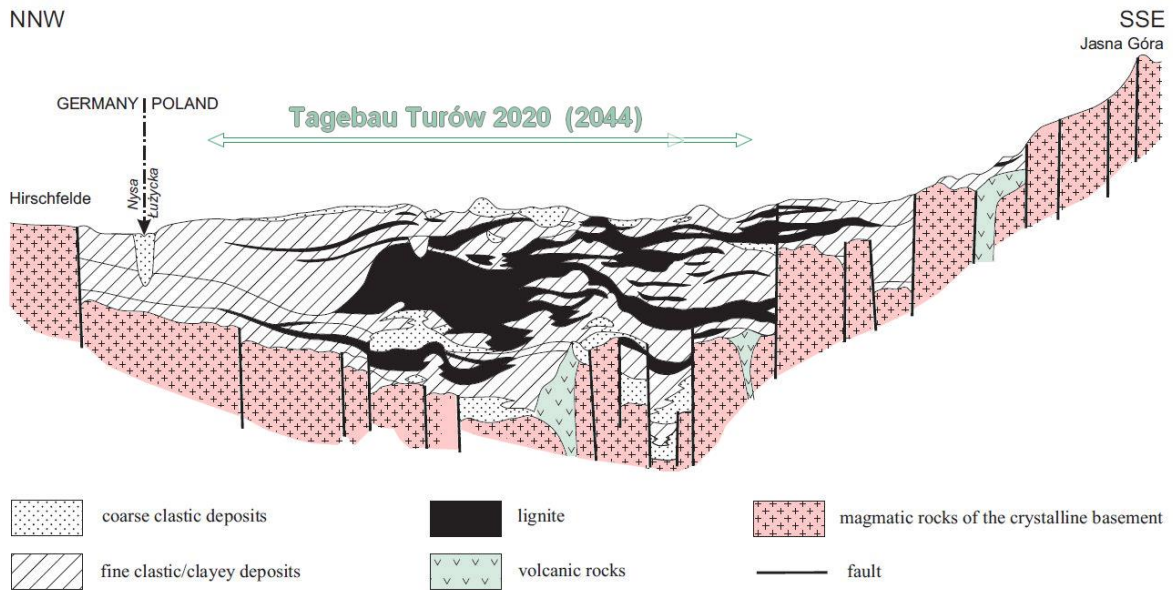 NNW
SSE
Jasna Góra
GERMANY POLAND
Tagebau Turów 2020 (2044)
Hirschfelde
Nysa
Łużycka
coarse clastic deposits
lignite
magmatic rocks of the crystalline basement
fine clastic/clayey deposits
volcanic rocks
fault